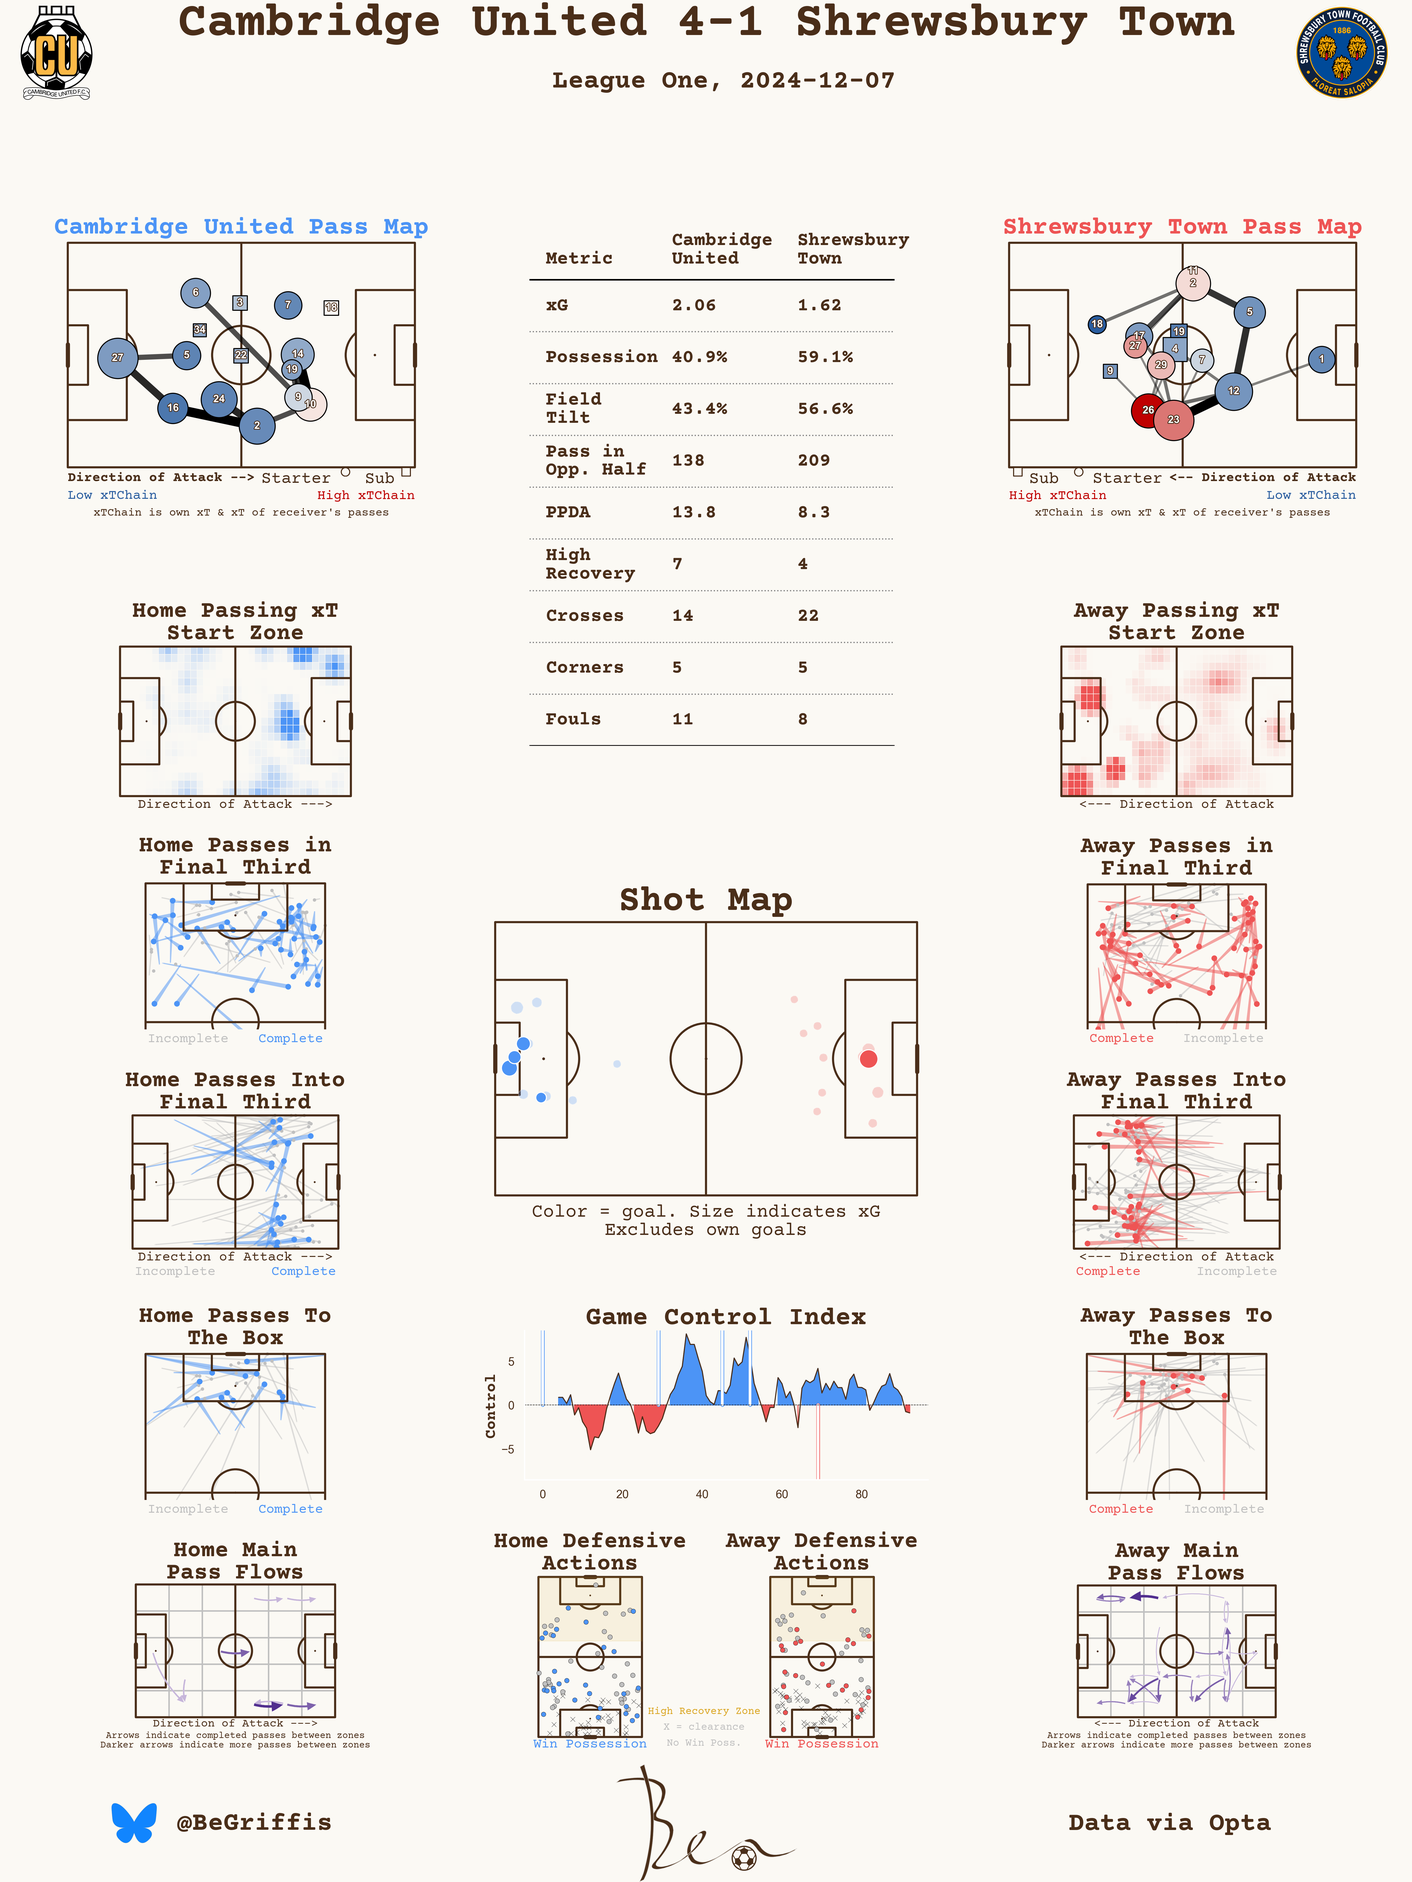 Cambridge United 4-1 Shrewsbury Town
League One, 2024-12-07
CU
CAMBRIDGE UNITED F.C.
SHREWSBURY TOWN FOOTBALL CLUB
1886
FLOREAT SALOPIA
Cambridge United Pass Map
6
3
7
18
34
27
5
22
14
19
16
24
9
10
2
Direction of Attack --> Starter Sub
Low xTChain High xTChain
xTChain is own xT & xT of receiver's passes
Metric Cambridge United Shrewsbury Town
xG 2.06 1.62
Possession 40.9% 59.1%
Field Tilt 43.4% 56.6%
Pass in Opp. Half 138 209
PPDA 13.8 8.3
High Recovery 7 4
Crosses 14 22
Corners 5 5
Fouls 11 8
Shrewsbury Town Pass Map
11
2
5
18
17
19
27
4
29
7
1
9
12
26
23
Sub Starter <-- Direction of Attack
High xTChain Low xTChain
xTChain is own xT & xT of receiver's passes
Home Passing xT
Start Zone
Direction of Attack --->
Away Passing xT
Start Zone
<--- Direction of Attack
Home Passes in
Final Third
Incomplete Complete
Away Passes in
Final Third
Complete Incomplete
Shot Map
Color = goal. Size indicates xG
Excludes own goals
Home Passes Into
Final Third
Direction of Attack --->
Incomplete Complete
Away Passes Into
Final Third
<--- Direction of Attack
Complete Incomplete
Home Passes To
The Box
Incomplete Complete
Game Control Index
Control
5
0
−5
0 20 40 60 80
Away Passes To
The Box
Complete Incomplete
Home Main
Pass Flows
Direction of Attack --->
Arrows indicate completed passes between zones
Darker arrows indicate more passes between zones
Home Defensive
Actions
Win Possession
High Recovery Zone
X = clearance
No Win Poss.
Away Defensive
Actions
Win Possession
Away Main
Pass Flows
<--- Direction of Attack
Arrows indicate completed passes between zones
Darker arrows indicate more passes between zones
@BeGriffis
Ben
Data via Opta